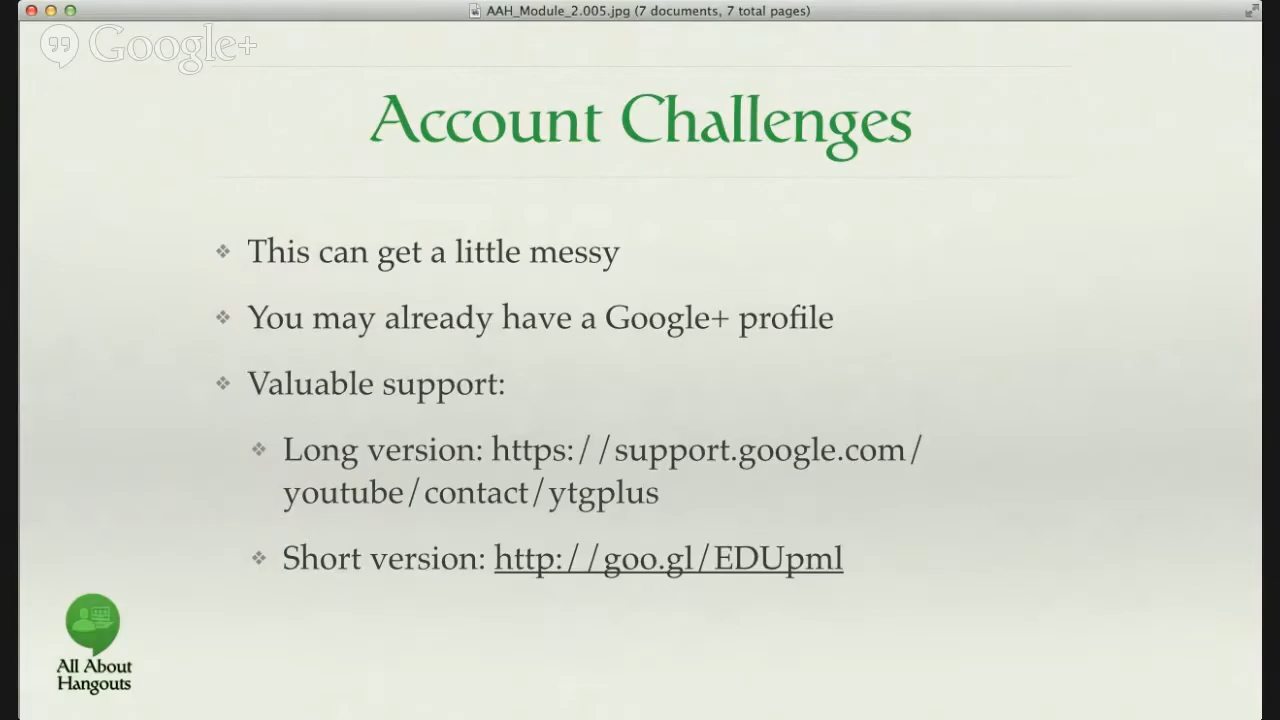 AAH_Module_2.005.jpg (7 documents, 7 total pages)
Google+
Account Challenges
This can get a little messy
You may already have a Google+ profile
Valuable support:
Long version: https://support.google.com/
youtube/contact/ytgplus
Short version: http://goo.gl/EDUpml
All About
Hangouts